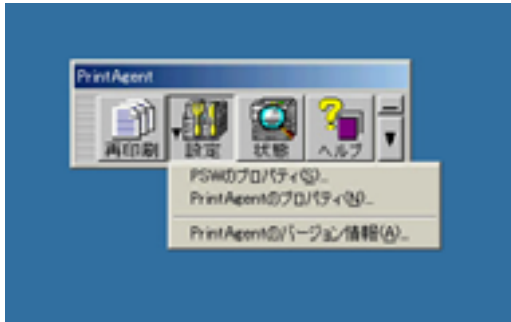 PrintAgent
再印刷 設定 状態 ヘルプ
PSWのプロパティ(S)...
PrintAgentのプロパティ(N)...
PrintAgentのバージョン情報(A)...